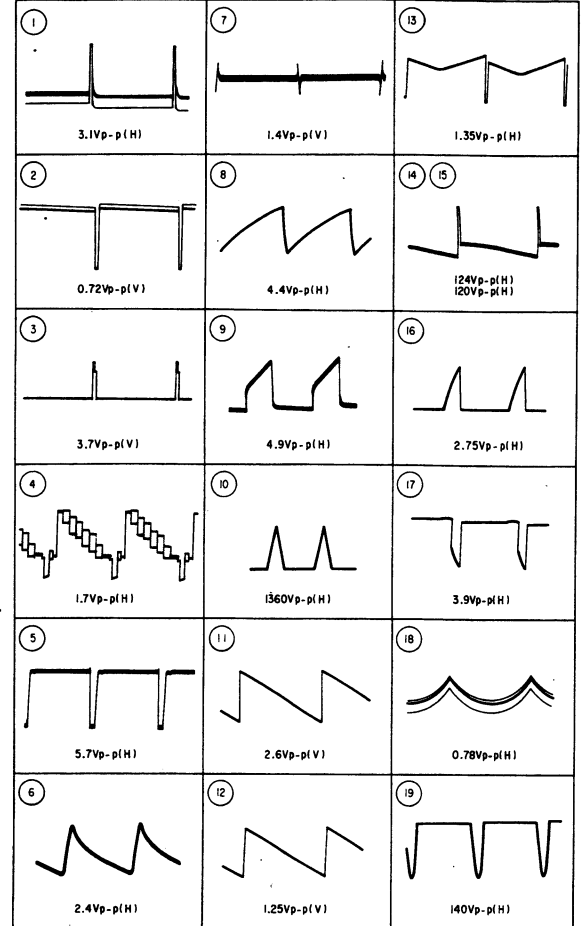 1
3.1Vp-p(H)
7
1.4Vp-p(V)
13
1.35Vp-p(H)
2
0.72Vp-p(V)
8
4.4Vp-p(H)
14 15
124Vp-p(H)
120Vp-p(H)
3
3.7Vp-p(V)
9
4.9Vp-p(H)
16
2.75Vp-p(H)
4
1.7Vp-p(H)
10
1360Vp-p(H)
17
3.9Vp-p(H)
5
5.7Vp-p(H)
11
2.6Vp-p(V)
18
0.78Vp-p(H)
6
2.4Vp-p(H)
12
1.25Vp-p(V)
19
140Vp-p(H)